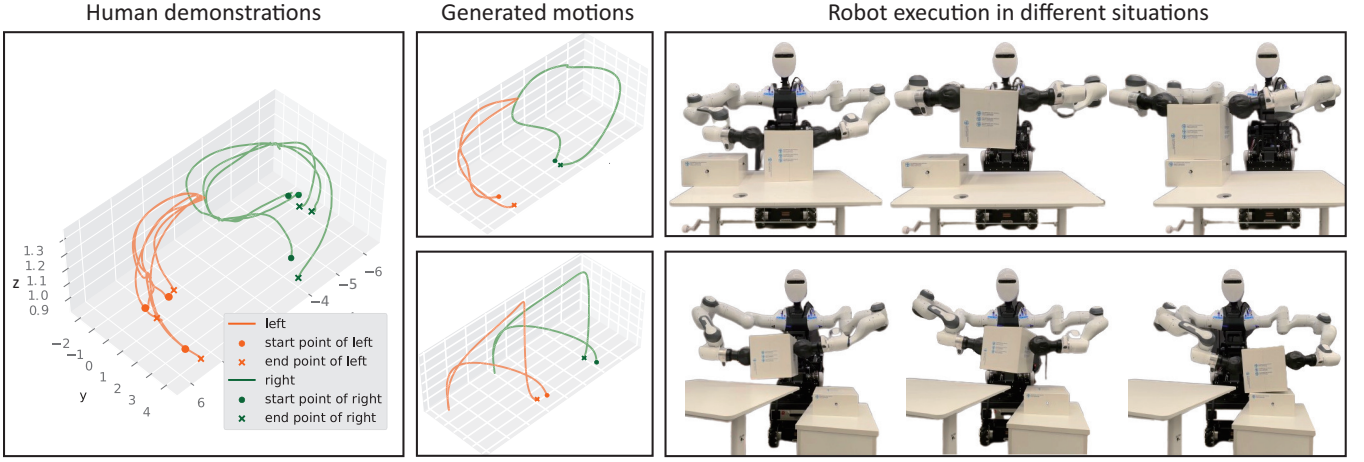 Human demonstrations
Generated motions
Robot execution in different situations
1.3
1.2
1.1
1.0
0.9
z
−2
−1
0
1
2
3
4
y
6
−4
−5
−6
left
start point of left
end point of left
right
start point of right
end point of right